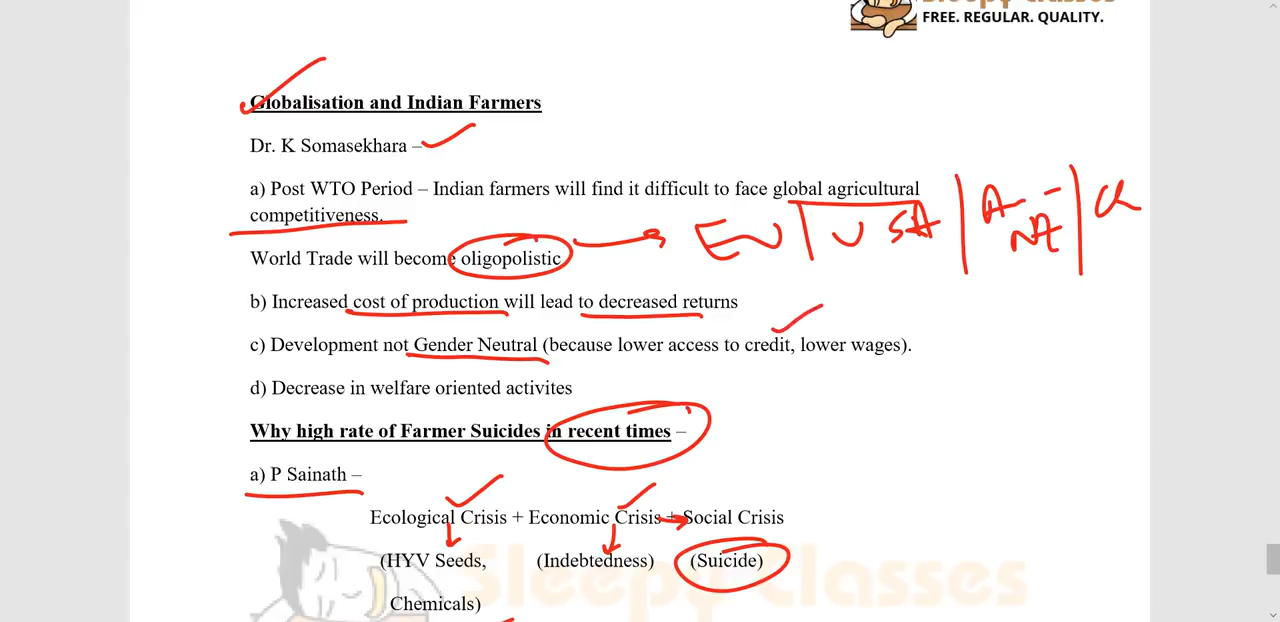 Sleepy Classes
FREE. REGULAR. QUALITY.
Globalisation and Indian Farmers
Dr. K Somasekhara –
a) Post WTO Period – Indian farmers will find it difficult to face global agricultural
competitiveness.
EU | USA |
World Trade will become oligopolistic
b) Increased cost of production will lead to decreased returns
c) Development not Gender Neutral (because lower access to credit, lower wages).
d) Decrease in welfare oriented activites
Why high rate of Farmer Suicides in recent times –
a) P Sainath –
Ecological Crisis + Economic Crisis + Social Crisis
(HYV Seeds, (Indebtedness) (Suicide)
Chemicals)
Sleepy Classes